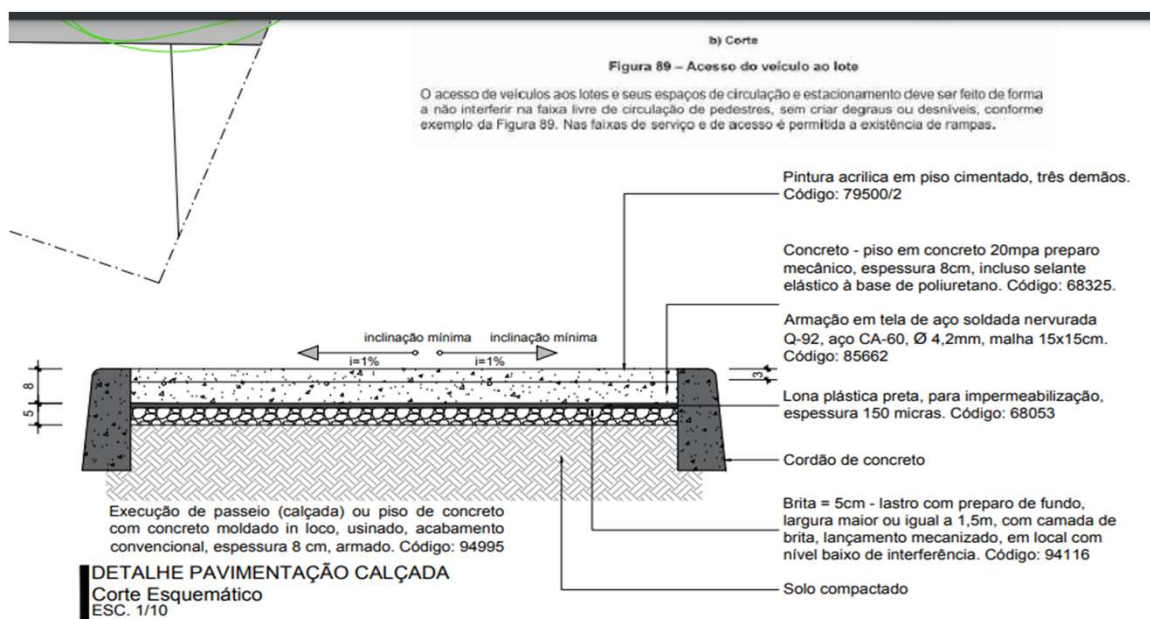 b) Corte
Figura 89 – Acesso do veículo ao lote
O acesso de veículos aos lotes e seus espaços de circulação e estacionamento deve ser feito de forma
a não interferir na faixa livre de circulação de pedestres, sem criar degraus ou desníveis, conforme
exemplo da Figura 89. Nas faixas de serviço e de acesso é permitida a existência de rampas.
Pintura acrilica em piso cimentado, três demãos.
Código: 79500/2
Concreto - piso em concreto 20mpa preparo
mecânico, espessura 8cm, incluso selante
elástico à base de poliuretano. Código: 68325.
Armação em tela de aço soldada nervurada
Q-92, aço CA-60, Ø 4,2mm, malha 15x15cm.
Código: 85662
inclinação mínima
inclinação mínima
i=1%
i=1%
8
5
3
Lona plástica preta, para impermeabilização,
espessura 150 micras. Código: 68053
Cordão de concreto
Brita = 5cm - lastro com preparo de fundo,
largura maior ou igual a 1,5m, com camada de
brita, lançamento mecanizado, em local com
nível baixo de interferência. Código: 94116
Solo compactado
Execução de passeio (calçada) ou piso de concreto
com concreto moldado in loco, usinado, acabamento
convencional, espessura 8 cm, armado. Código: 94995
DETALHE PAVIMENTAÇÃO CALÇADA
Corte Esquemático
ESC. 1/10